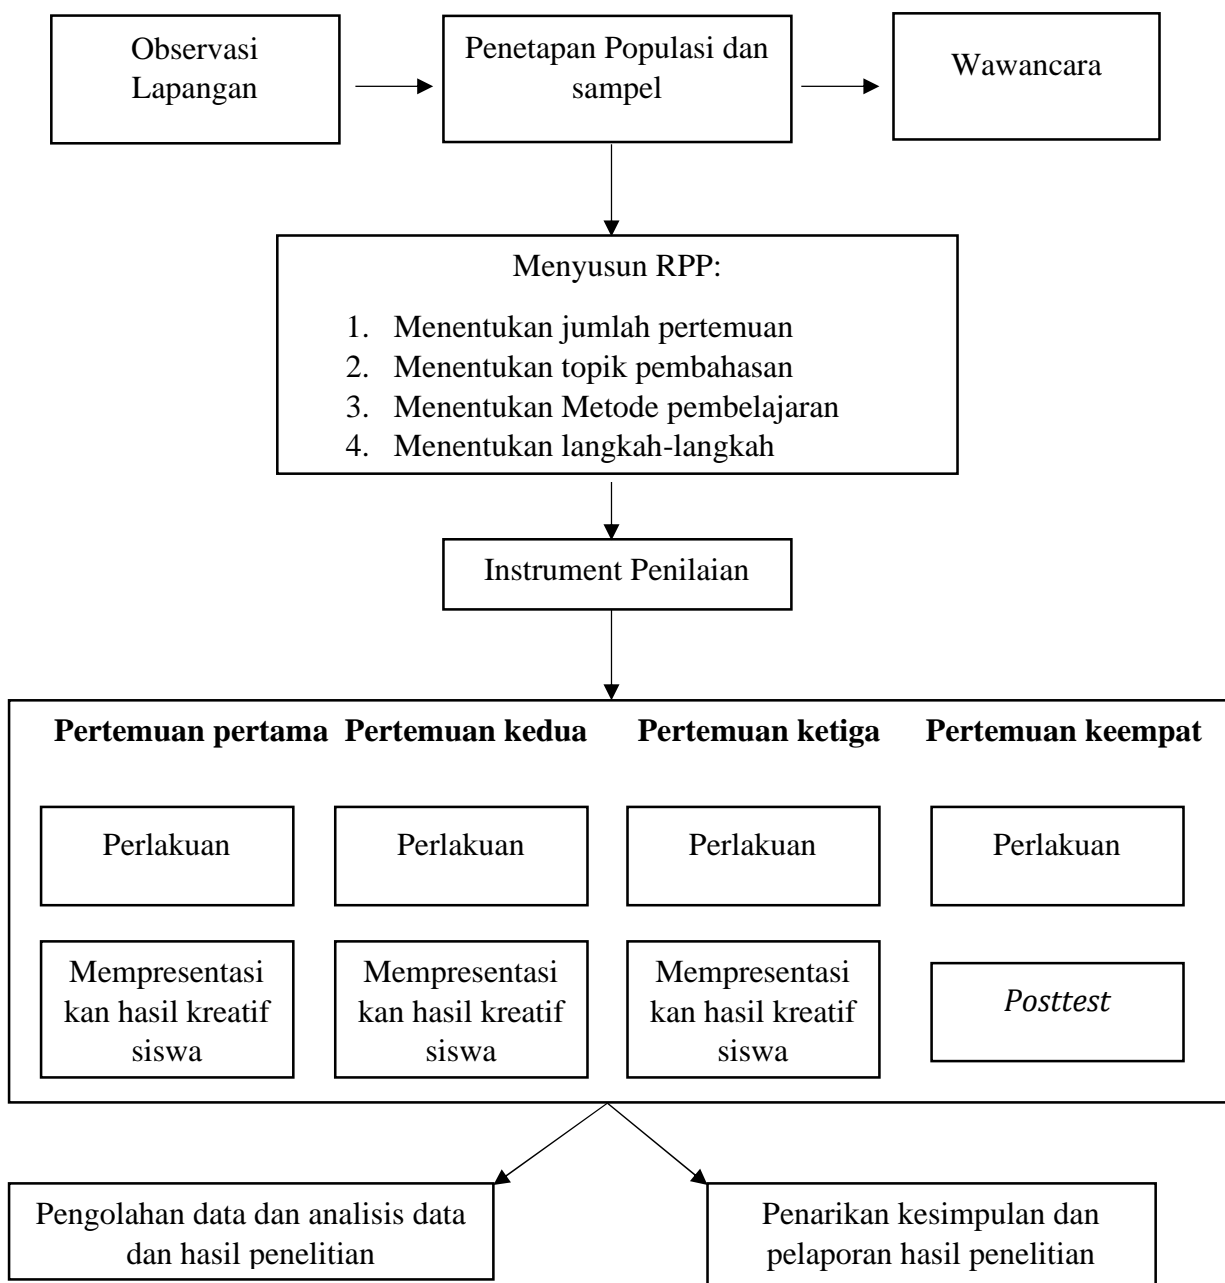 Observasi
Lapangan
Penetapan Populasi dan
sampel
Wawancara
Menyusun RPP:
1. Menentukan jumlah pertemuan
2. Menentukan topik pembahasan
3. Menentukan Metode pembelajaran
4. Menentukan langkah-langkah
Instrument Penilaian
Pertemuan pertama
Pertemuan kedua
Pertemuan ketiga
Pertemuan keempat
Perlakuan
Perlakuan
Perlakuan
Perlakuan
Mempresentasi
kan hasil kreatif
siswa
Mempresentasi
kan hasil kreatif
siswa
Mempresentasi
kan hasil kreatif
siswa
Posttest
Pengolahan data dan analisis data
dan hasil penelitian
Penarikan kesimpulan dan
pelaporan hasil penelitian